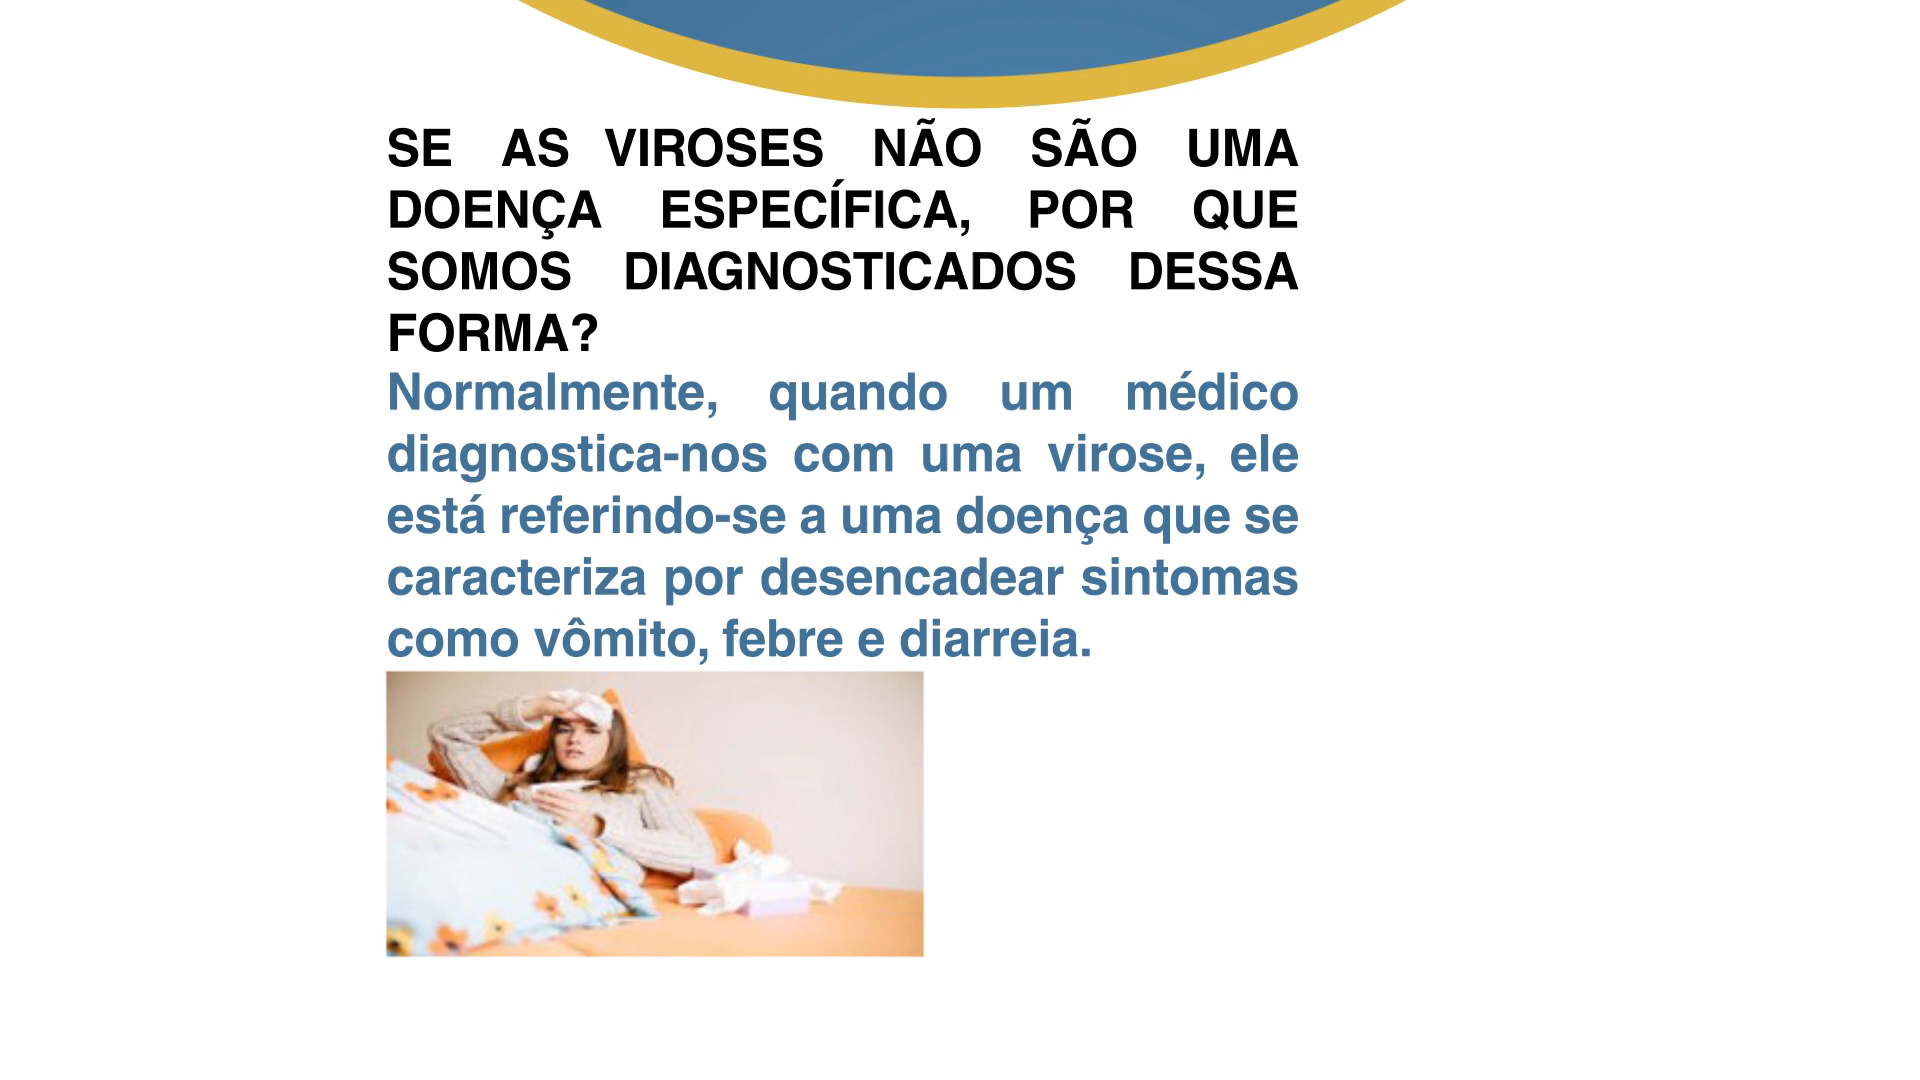 SE AS VIROSES NÃO SÃO UMA
DOENÇA ESPECÍFICA, POR QUE
SOMOS DIAGNOSTICADOS DESSA
FORMA?
Normalmente, quando um médico
diagnostica-nos com uma virose, ele
está referindo-se a uma doença que se
caracteriza por desencadear sintomas
como vômito, febre e diarreia.